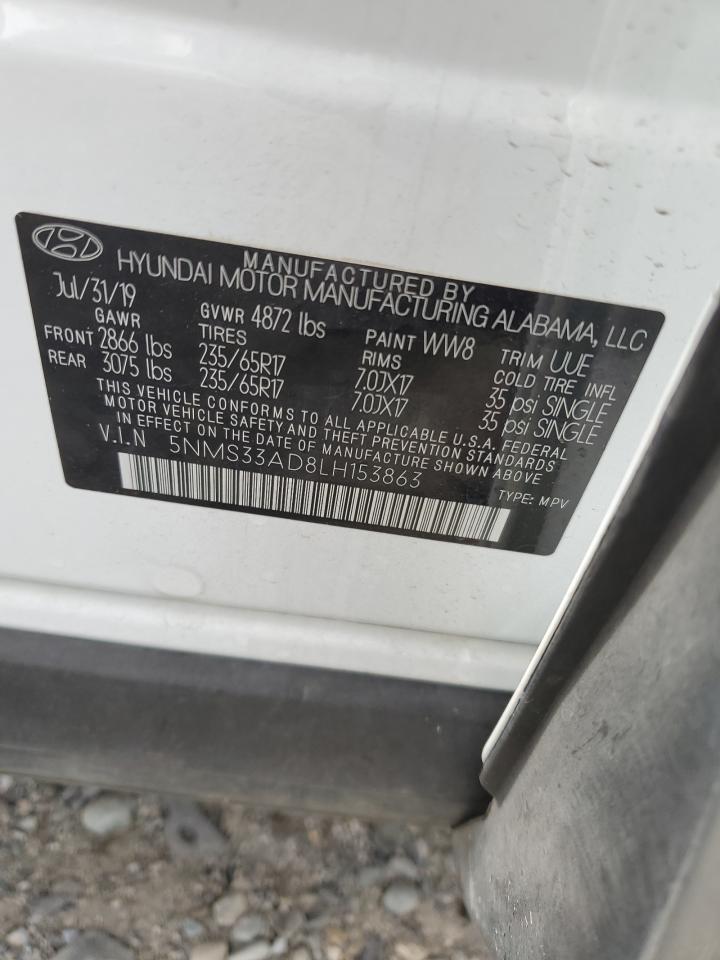 MANUFACTURED BY
HYUNDAI MOTOR MANUFACTURING ALABAMA, LLC
Jul/31/19 GVWR 4872 lbs PAINT WW8 TRIM UUE
GAWR TIRES RIMS COLD TIRE INFL
FRONT 2866 lbs 235/65R17 7.0JX17 35 psi SINGLE
REAR 3075 lbs 235/65R17 7.0JX17 35 psi SINGLE
THIS VEHICLE CONFORMS TO ALL APPLICABLE U.S.A. FEDERAL
MOTOR VEHICLE SAFETY AND THEFT PREVENTION STANDARDS
IN EFFECT ON THE DATE OF MANUFACTURE SHOWN ABOVE
V.I.N 5NMS33AD8LH153863
TYPE: MPV